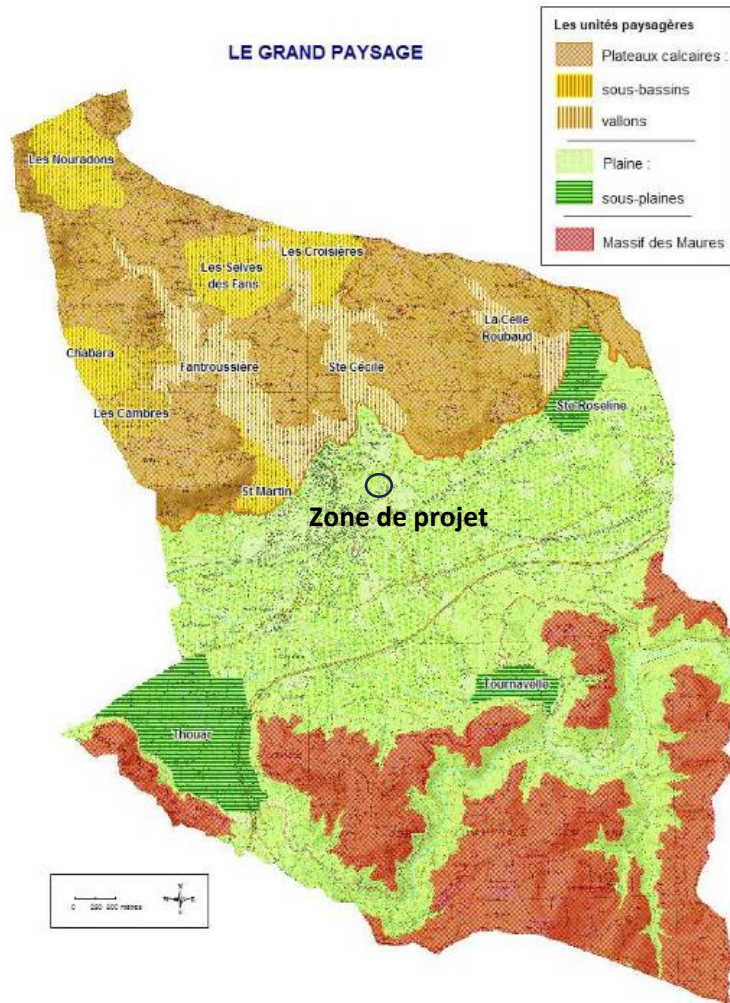 LE GRAND PAYSAGE
Les unités paysagères
Plateaux calcaires :
sous-bassins
vallons
Plaine :
sous-plaines
Massif des Maures
Les Nouradons
Les Croisières
Les Selves
des Fans
La Celle
Roubaud
Chabara
Fantroussière
Ste Cécile
Les Cambres
Ste Roseline
St Martin
Zone de projet
Tournavelle
Thouar
N